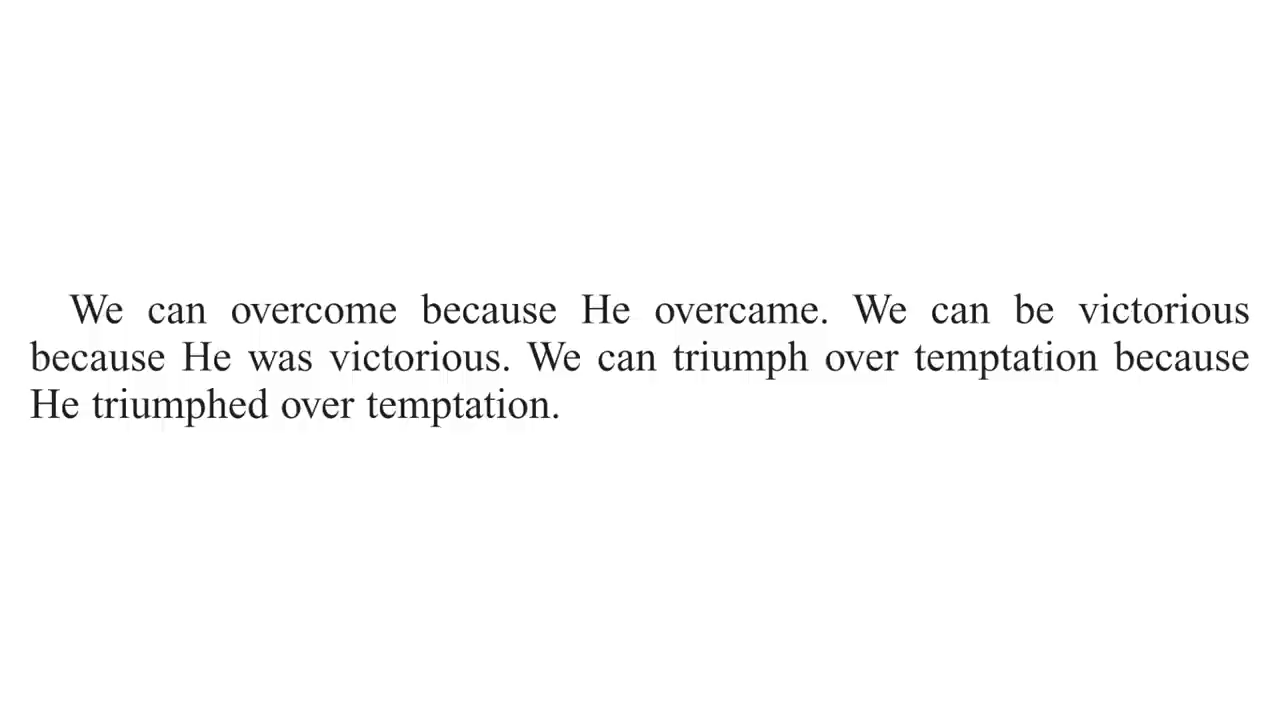 We can overcome because He overcame. We can be victorious
because He was victorious. We can triumph over temptation because
He triumphed over temptation.